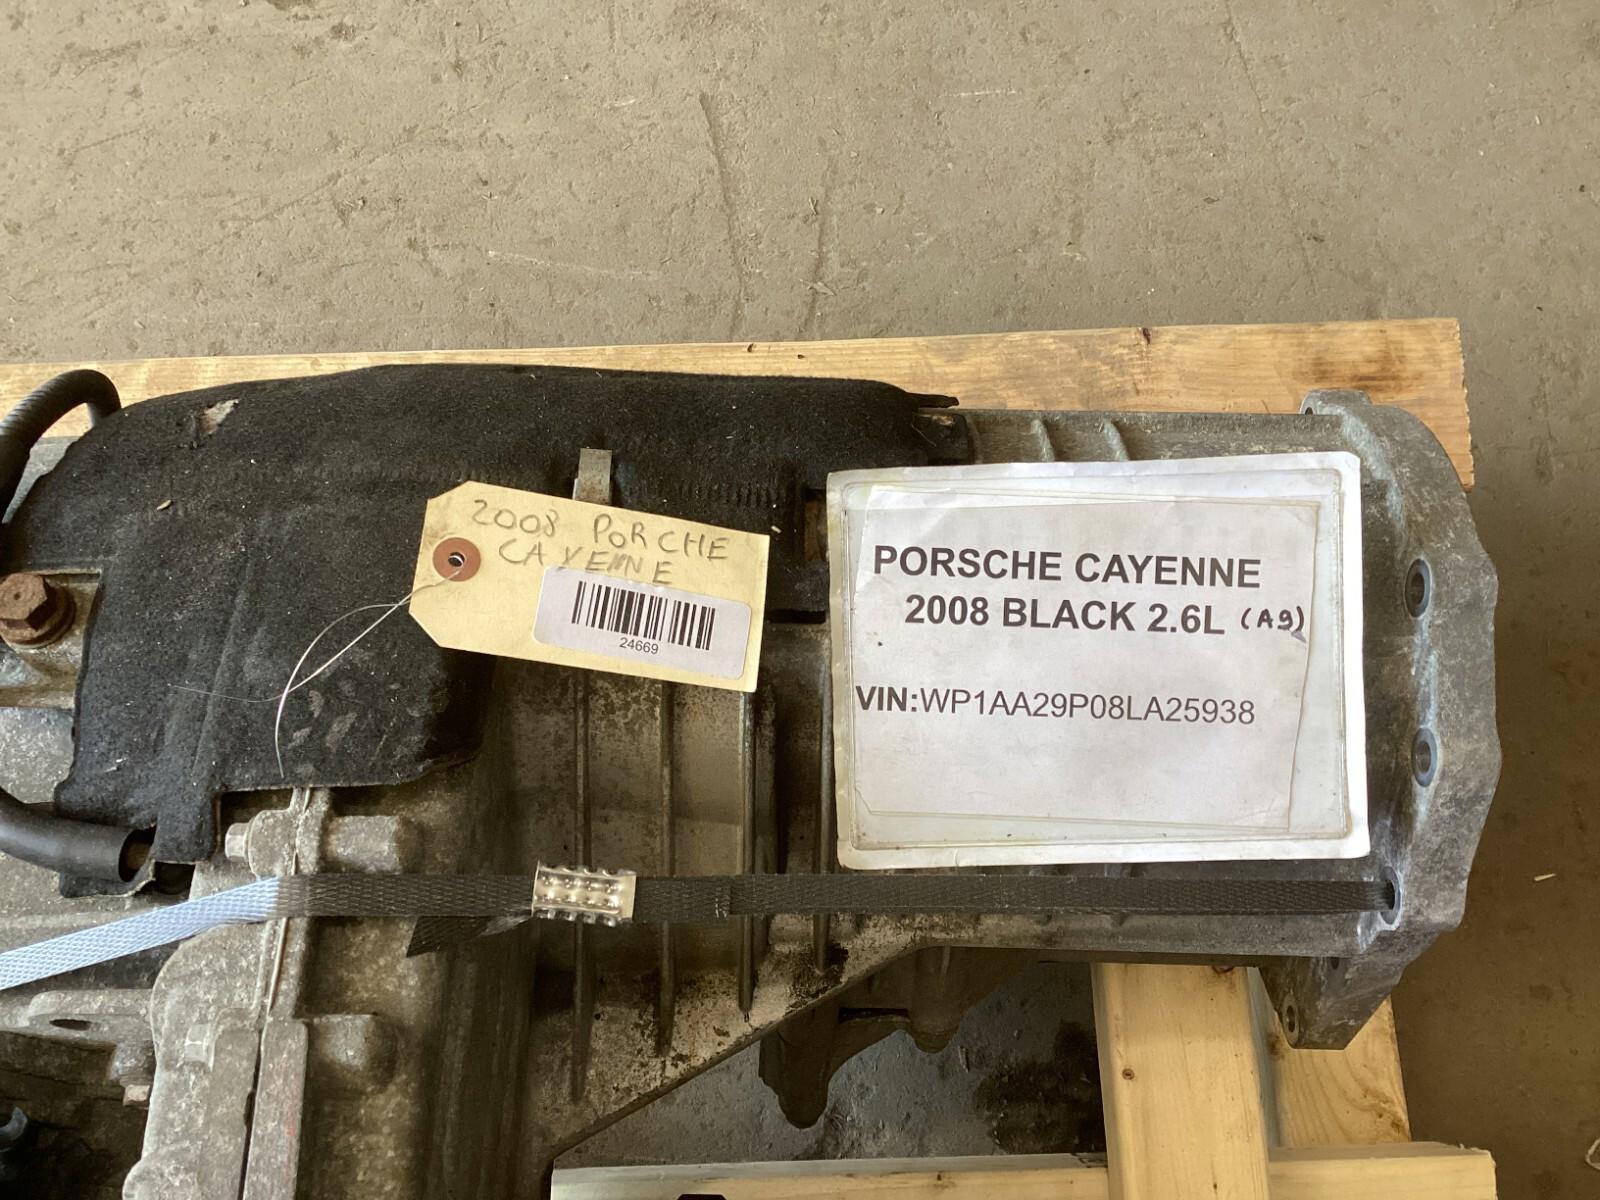 2008 PORCHE
CAYENNE
24669
PORSCHE CAYENNE
2008 BLACK 2.6L (A9)
VIN:WP1AA29P08LA25938